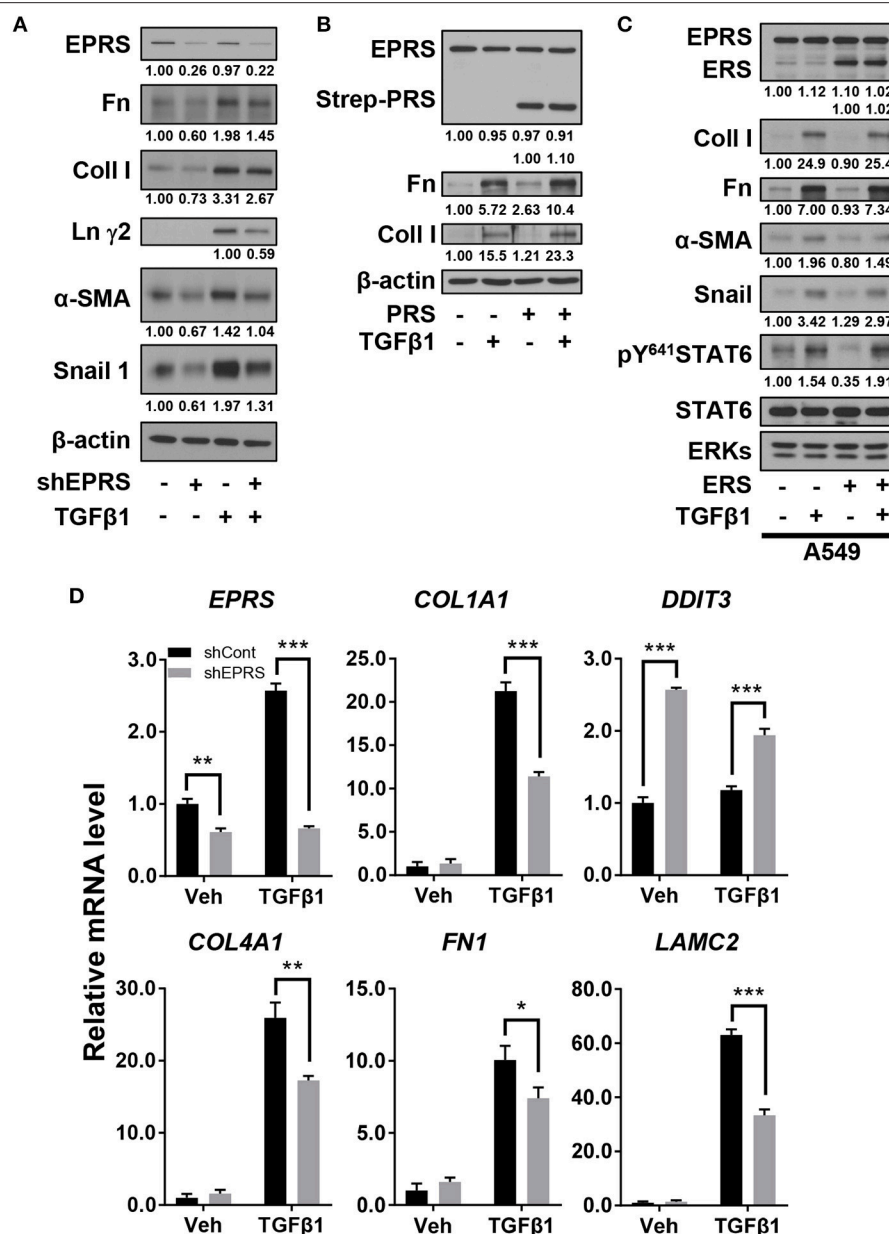 A
EPRS
1.00 0.26 0.97 0.22
Fn
1.00 0.60 1.98 1.45
Coll I
1.00 0.73 3.31 2.67
Ln γ2
1.00 0.59
α-SMA
1.00 0.67 1.42 1.04
Snail 1
1.00 0.61 1.97 1.31
β-actin
shEPRS - + - +
TGFβ1 - - + +
B
EPRS
Strep-PRS
1.00 0.95 0.97 0.91
1.00 1.10
Fn
1.00 5.72 2.63 10.4
Coll I
1.00 15.5 1.21 23.3
β-actin
PRS - - + +
TGFβ1 - + - +
C
EPRS
ERS
1.00 1.12 1.10 1.02
1.00 1.02
Coll I
1.00 24.9 0.90 25.4
Fn
1.00 7.00 0.93 7.34
α-SMA
1.00 1.96 0.80 1.49
Snail
1.00 3.42 1.29 2.97
pY641STAT6
1.00 1.54 0.35 1.91
STAT6
ERKs
ERS - - + +
TGFβ1 - + - +
A549
D
Relative mRNA level
EPRS
shCont
shEPRS
3.0
2.0
1.0
0.0
**
***
Veh TGFβ1
COL1A1
25.0
20.0
15.0
10.0
5.0
0.0
***
Veh TGFβ1
DDIT3
3.0
2.0
1.0
0.0
***
***
Veh TGFβ1
COL4A1
30.0
20.0
10.0
0.0
**
Veh TGFβ1
FN1
15.0
10.0
5.0
0.0
*
Veh TGFβ1
LAMC2
80.0
60.0
40.0
20.0
0.0
***
Veh TGFβ1